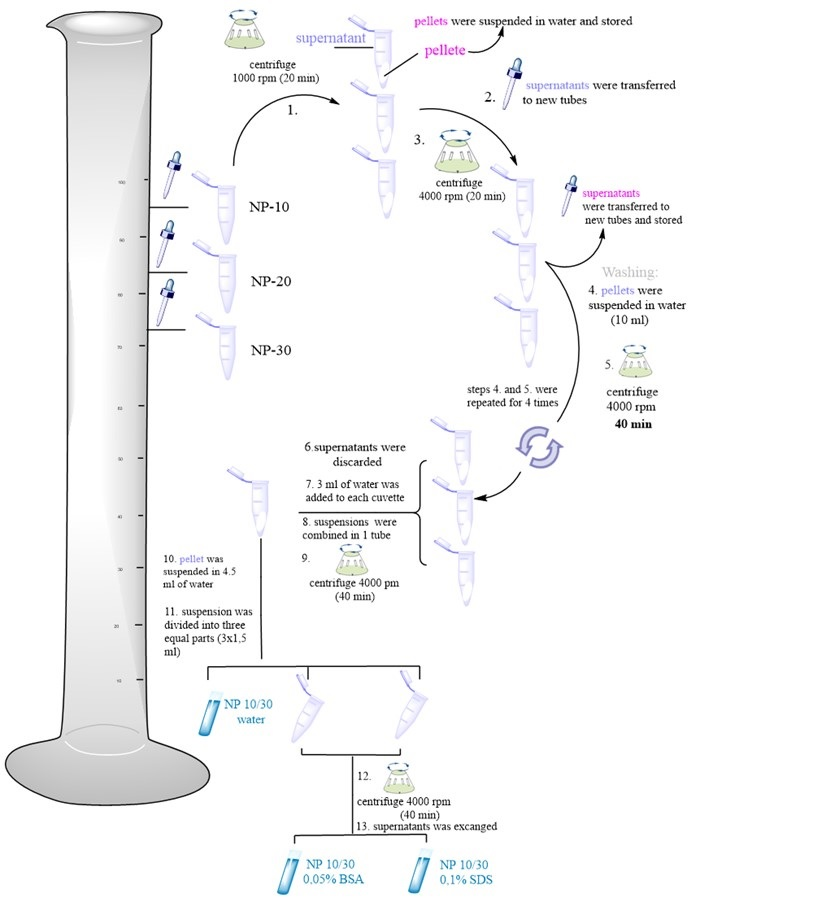 pellets were suspended in water and stored
supernatant
pellete
centrifuge
1000 rpm (20 min)
1.
2.
supernatants were transferred
to new tubes
3.
centrifuge
4000 rpm (20 min)
supernatants
were transferred to
new tubes and stored
NP-10
NP-20
NP-30
Washing:
4. pellets were
suspended in water
(10 ml)
5.
centrifuge
4000 rpm
40 min
steps 4. and 5. were
repeated for 4 times
6.supernatants were
discarded
7. 3 ml of water was
added to each cuvette
8. suspensions were
combined in 1 tube
9.
centrifuge 4000 pm
(40 min)
10. pellet was
suspended in 4.5
ml of water
11. suspension was
divided into three
equal parts (3x1,5
ml)
NP 10/30
water
12.
centrifuge 4000 rpm
(40 min)
13. supernatants was excanged
NP 10/30
0,05% BSA
NP 10/30
0,1% SDS